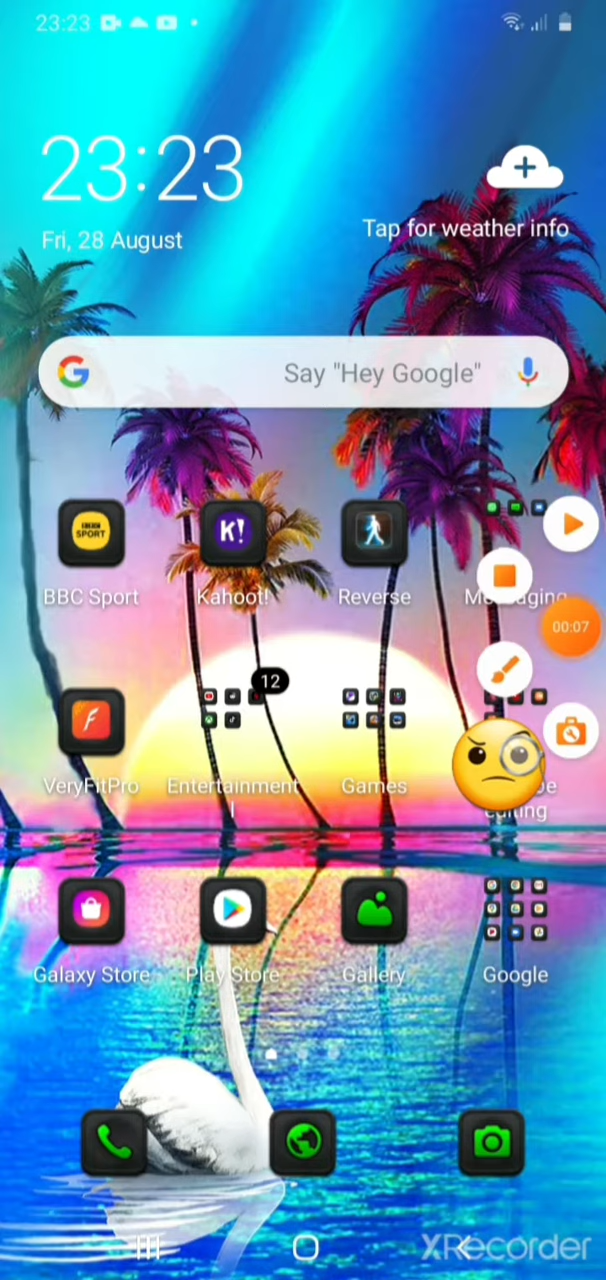 23:23
23:23
Fri, 28 August
Tap for weather info
Say "Hey Google"
BBC SPORT
K!
BBC Sport
Kahoot!
Reverse
00:07
12
VeryFitPro
Entertainment
Games
Galaxy Store
Play Store
Gallery
Google
XRecorder